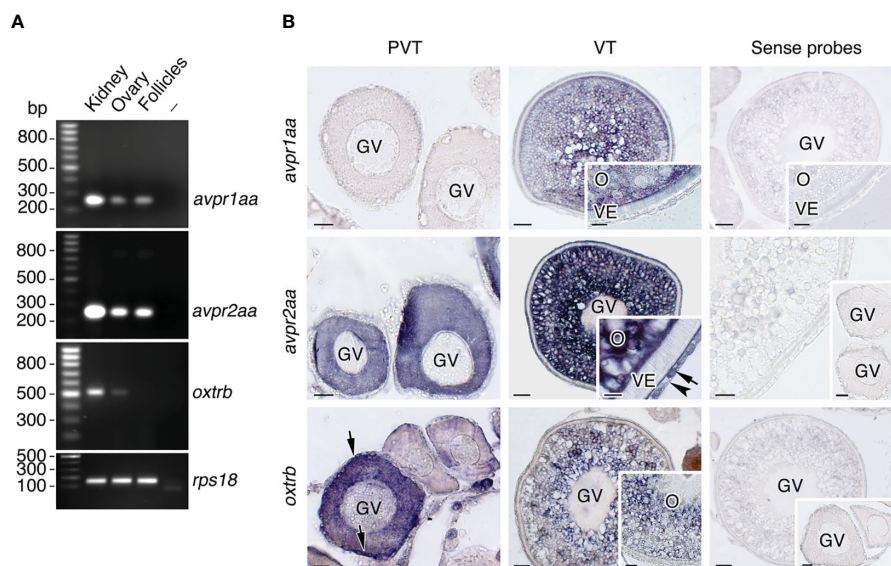 A
B
Kidney
Ovary
Follicles
–
bp
800
500
300
200
avpr1aa
800
500
300
200
avpr2aa
800
500
300
oxtrb
500
300
100
rps18
PVT
VT
Sense probes
avpr1aa
GV
GV
O
VE
GV
O
VE
avpr2aa
GV
GV
GV
O
VE
GV
GV
oxtrb
GV
GV
O
GV
GV